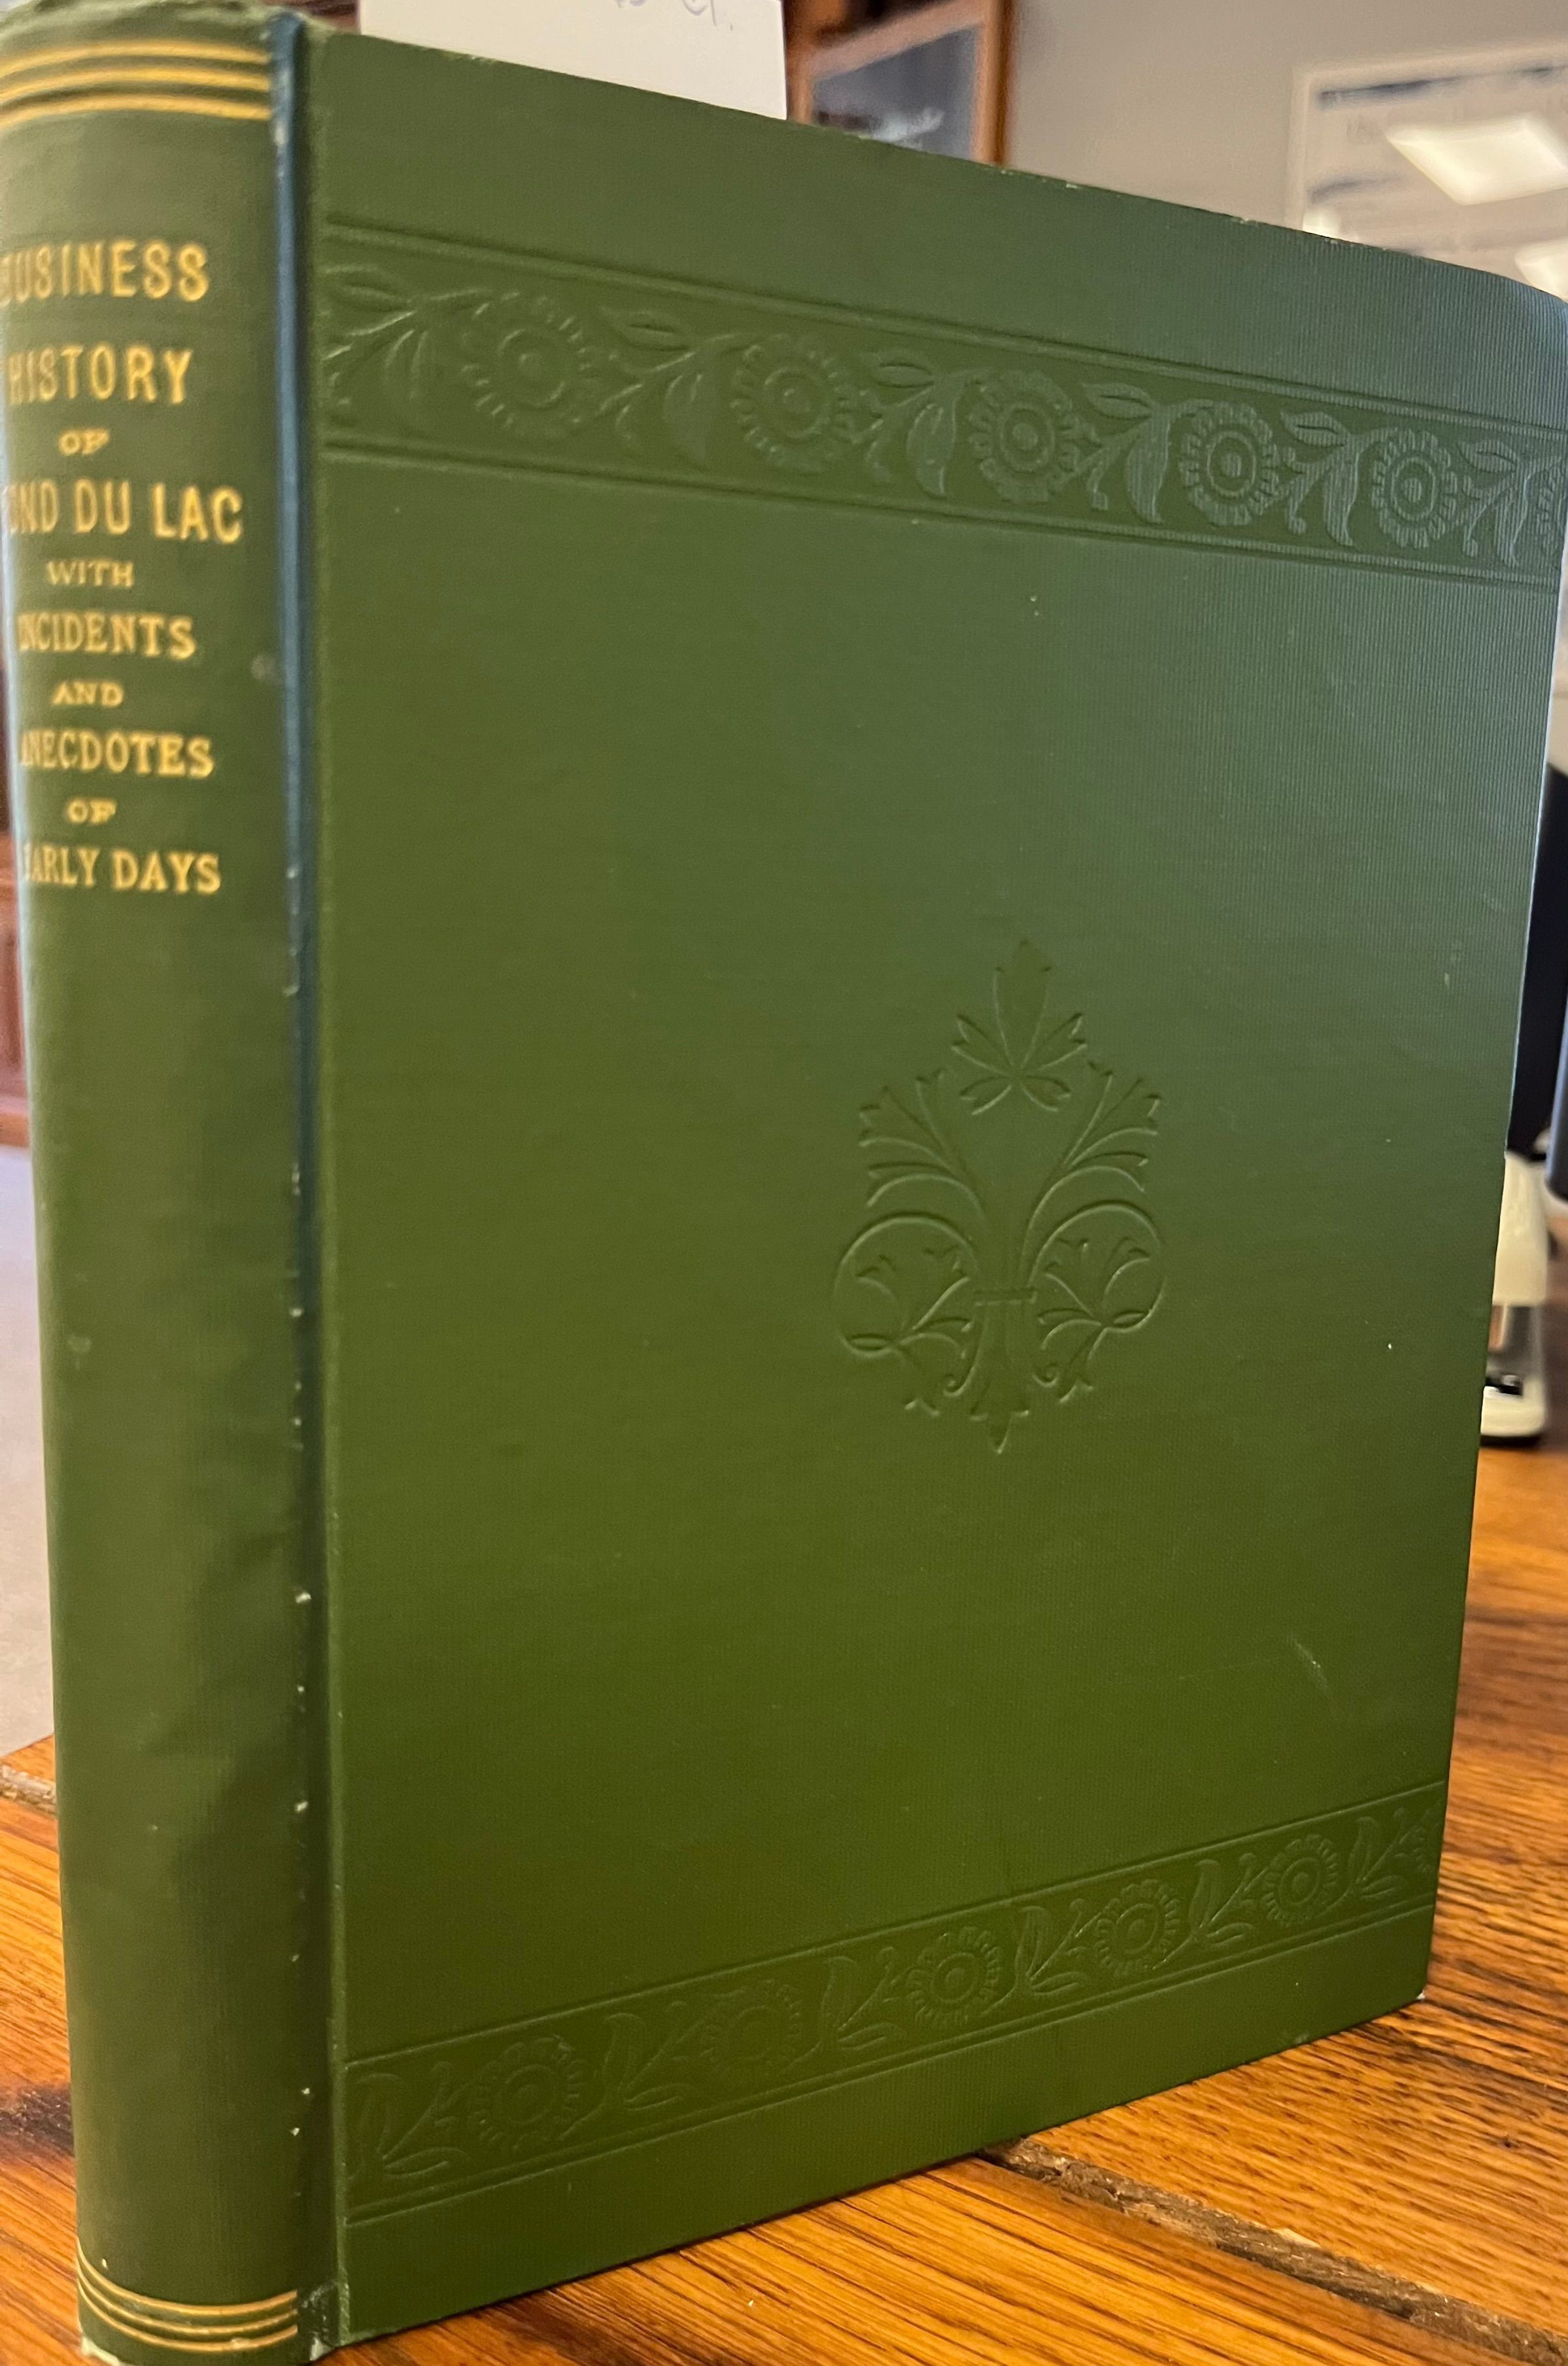 BUSINESS
HISTORY
OF
FOND DU LAC
WITH
INCIDENTS
AND
ANECDOTES
OF
EARLY DAYS